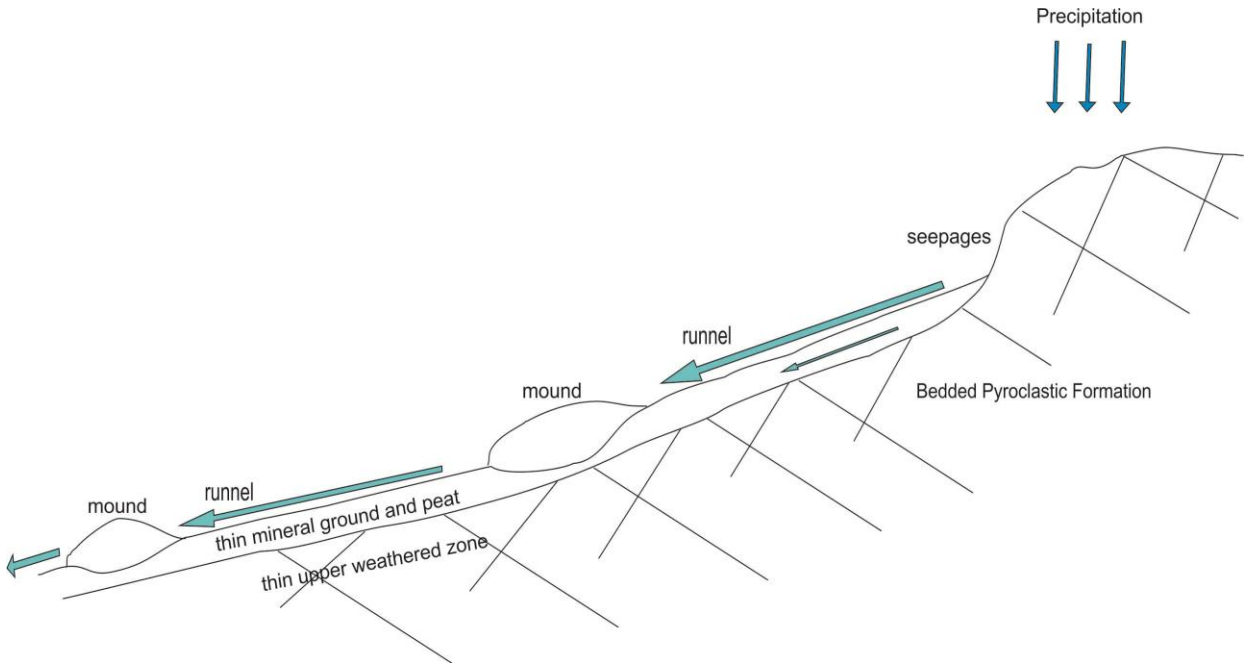 Precipitation
seepages
runnel
Bedded Pyroclastic Formation
mound
runnel
mound
thin mineral ground and peat
thin upper weathered zone